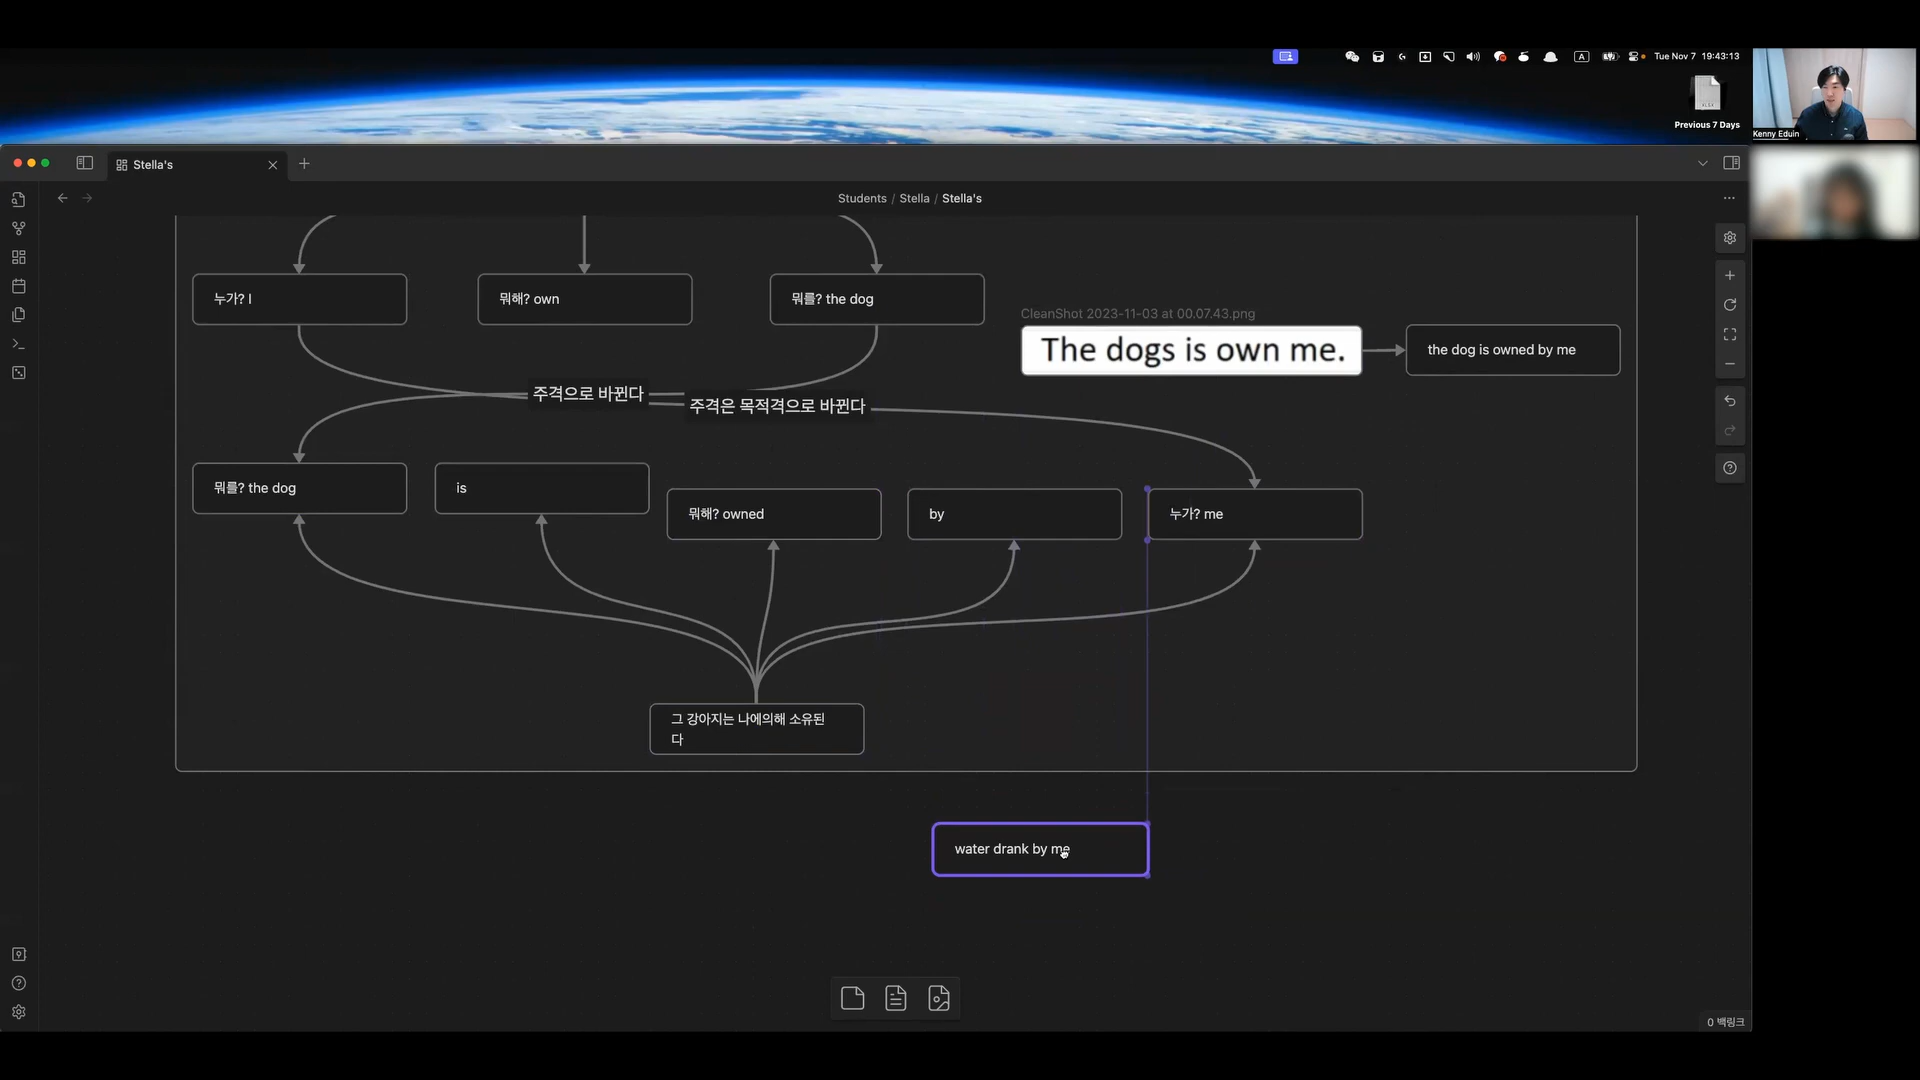 Tue Nov 7 19:43:13
Previous 7 Days
Kenny Eduin
Stella's
Students / Stella / Stella's
누가? I
뭐해? own
뭐를? the dog
CleanShot 2023-11-03 at 00.07.43.png
The dogs is own me.
the dog is owned by me
주격으로 바뀐다
주격은 목적격으로 바뀐다
뭐를? the dog
is
뭐해? owned
by
누가? me
그 강아지는 나에의해 소유된
다
water drank by me
0 백링크